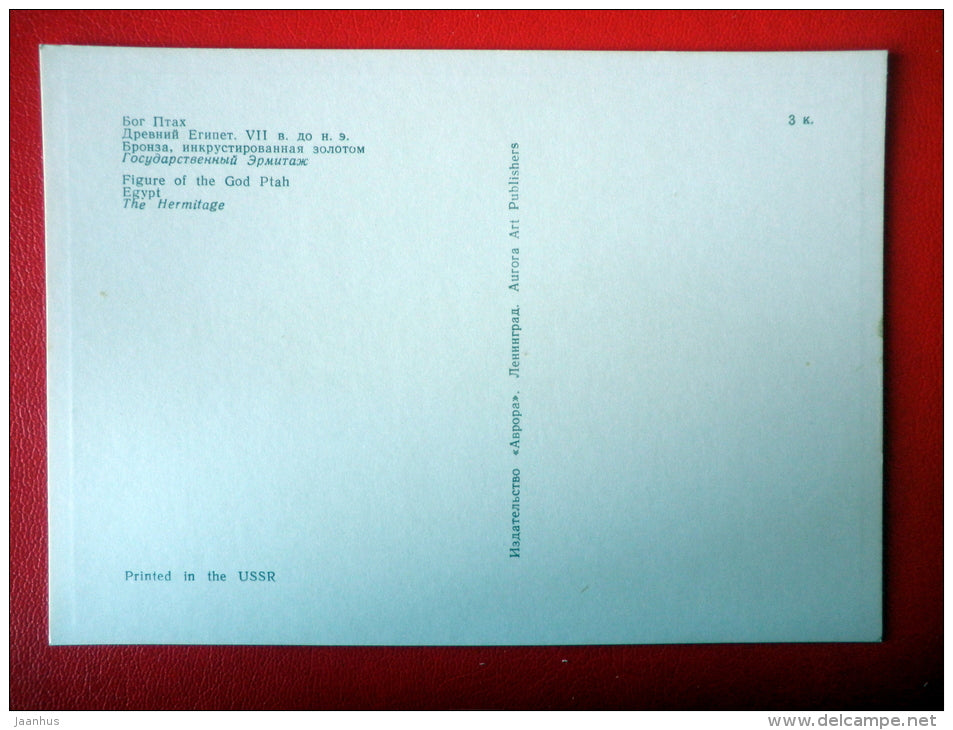 Бог Птах
Древний Египет. VII в. до н. э.
Бронза, инкрустированная золотом
Государственный Эрмитаж
Figure of the God Ptah
Egypt
The Hermitage
Printed in the USSR
Издательство «Аврора». Ленинград. Aurora Art Publishers
3 к.
jaanhus
www.delcampe.net